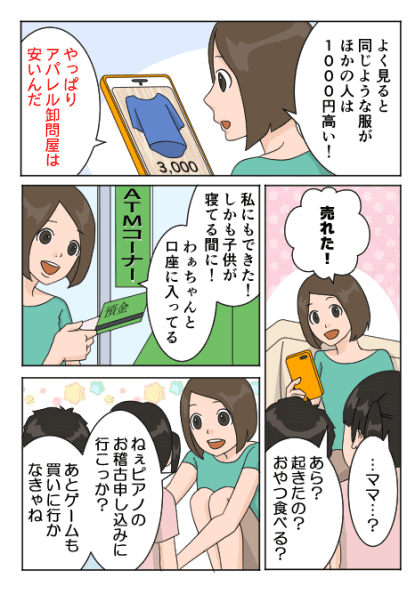 よく見ると
同じような服が
ほかの人は
1000円高い!
3,000
やっぱり
アパレル卸問屋は
安いんだ
売れた!
…ママ…?
あら?
起きたの?
おやつ食べる?
私にもできた!
しかも子供が
寝てる間に!
わぁちゃんと
口座に入ってる
ATMコーナー
預金
ねぇピアノの
お稽古申し込みに
行こっか?
あとゲームも
買いに行か
なきゃね